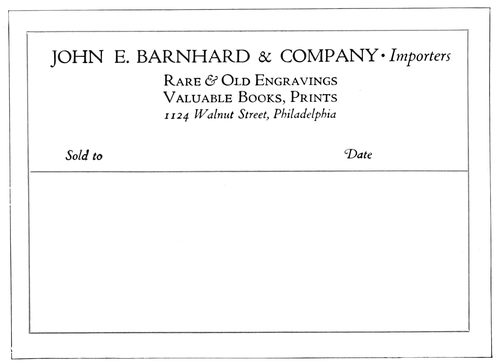 JOHN E. BARNHARD & COMPANY · Importers
RARE & OLD ENGRAVINGS
VALUABLE BOOKS, PRINTS
1124 Walnut Street, Philadelphia
Sold to Date